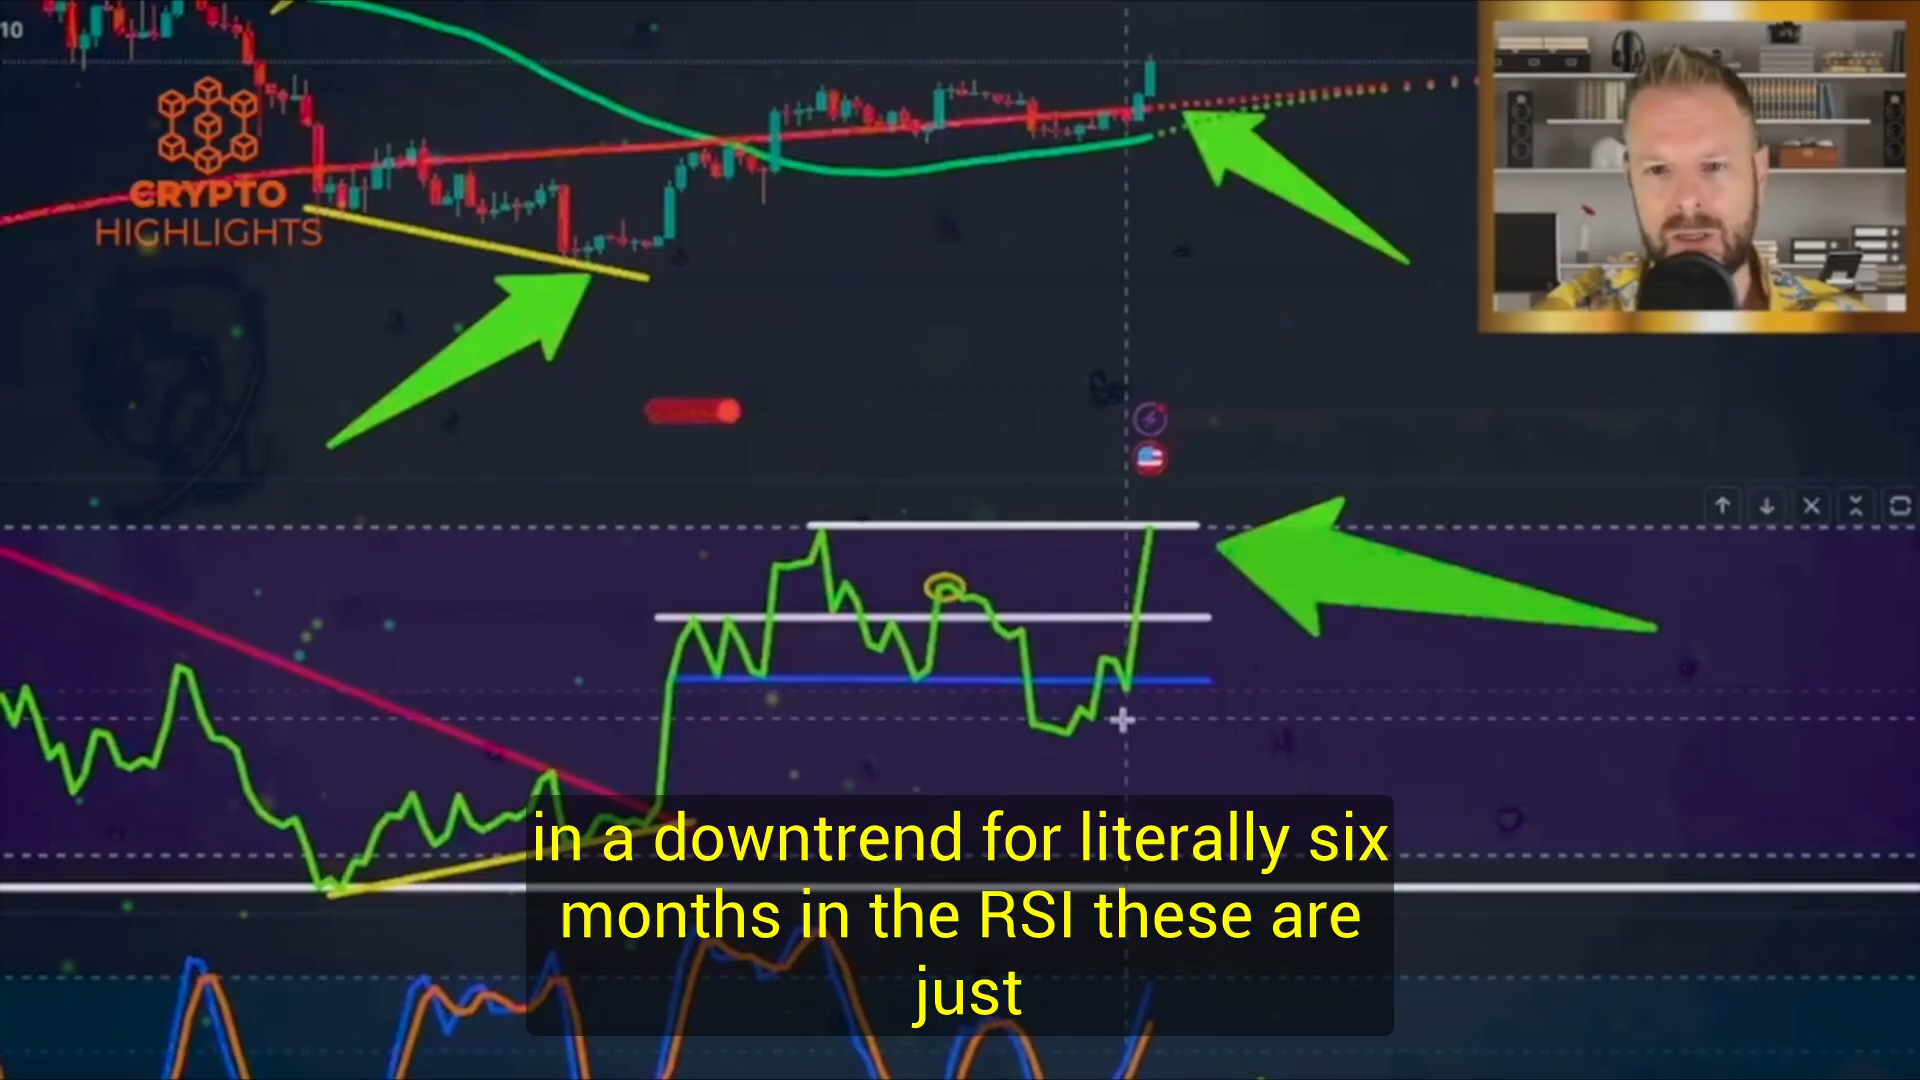 10
CRYPTO
HIGHLIGHTS
in a downtrend for literally six
months in the RSI these are
just